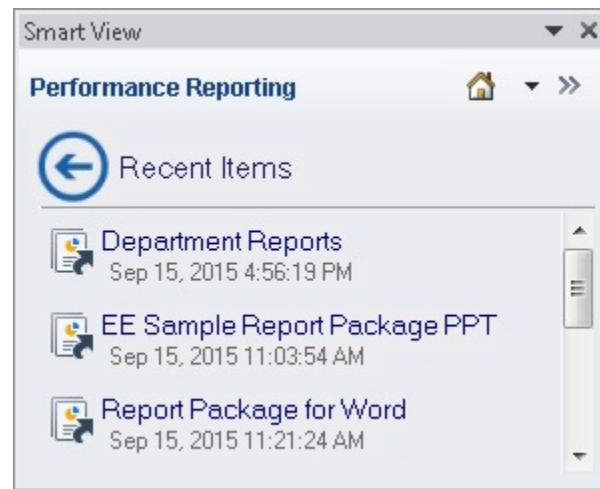 Smart View
Performance Reporting
Recent Items
Department Reports
Sep 15, 2015 4:56:19 PM
EE Sample Report Package PPT
Sep 15, 2015 11:03:54 AM
Report Package for Word
Sep 15, 2015 11:21:24 AM